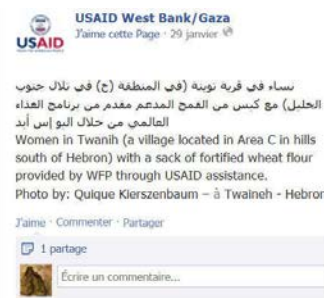 USAID West Bank/Gaza
J'aime cette Page · 29 janvier
USAID
نساء في قرية توينة (في المنطقة (ج) في تلال جنوب
الخليل) مع كيس من القمح المدعم مقدم من برنامج الغذاء
العالمي من خلال اليو إس أيد
Women in Twanih (a village located in Area C in hills
south of Hebron) with a sack of fortified wheat flour
provided by WFP through USAID assistance.
Photo by: Quique Kierszenbaum – à Twaineh - Hebron
J'aime · Commenter · Partager
1 partage
Écrire un commentaire...